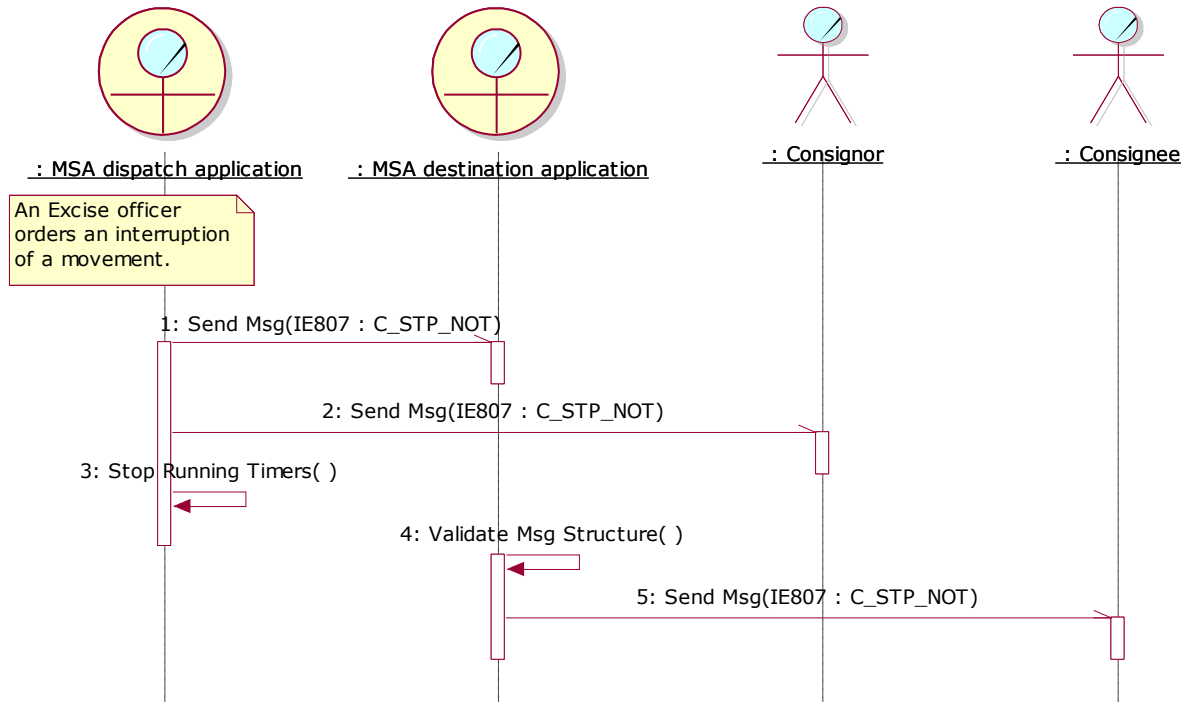 : MSA dispatch application
: MSA destination application
: Consignor
: Consignee
An Excise officer
orders an interruption
of a movement.
1: Send Msg(IE807 : C_STP_NOT)
2: Send Msg(IE807 : C_STP_NOT)
3: Stop Running Timers( )
4: Validate Msg Structure( )
5: Send Msg(IE807 : C_STP_NOT)